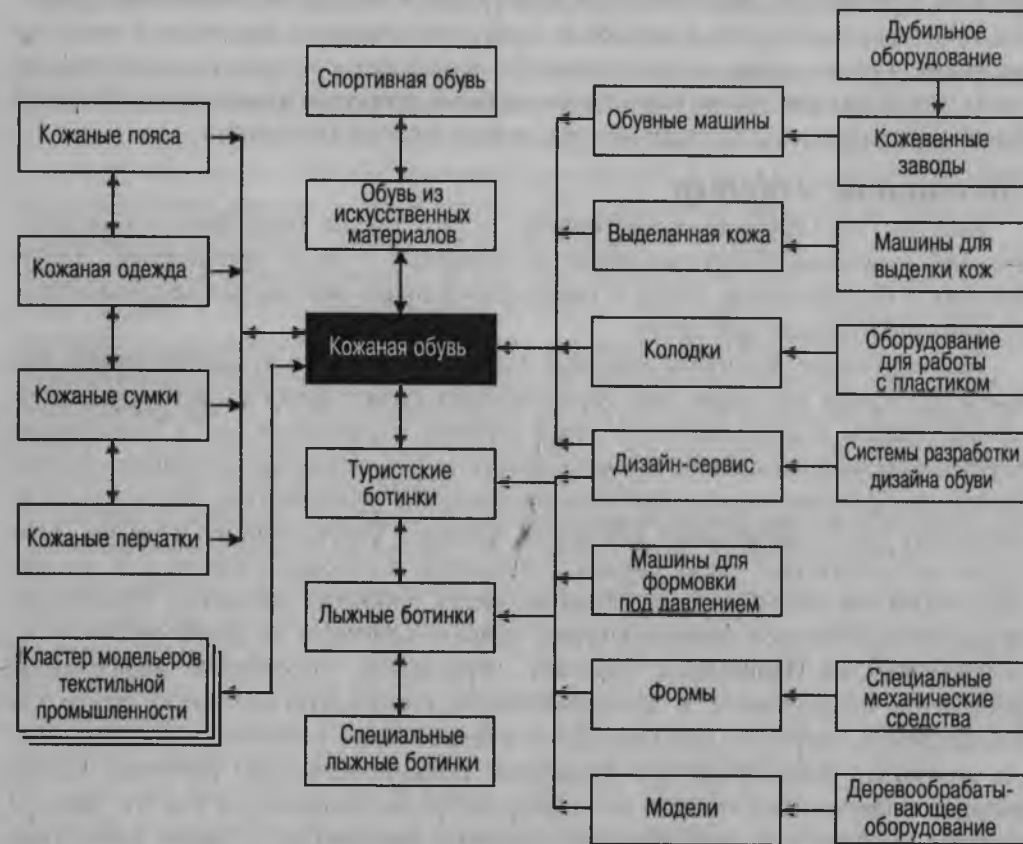 Кожаные пояса
Кожаная одежда
Кожаные сумки
Кожаные перчатки
Кластер модельеров
текстильной
промышленности
Спортивная обувь
Обувь из
искусственных
материалов
Кожаная обувь
Туристские
ботинки
Лыжные ботинки
Специальные
лыжные ботинки
Обувные машины
Выделанная кожа
Колодки
Дизайн-сервис
Машины для
формовки
под давлением
Формы
Модели
Дубильное
оборудование
Кожевенные
заводы
Машины для
выделки кож
Оборудование
для работы
с пластиком
Системы разработки
дизайна обуви
Специальные
механические
средства
Деревообрабаты-
вающее
оборудование